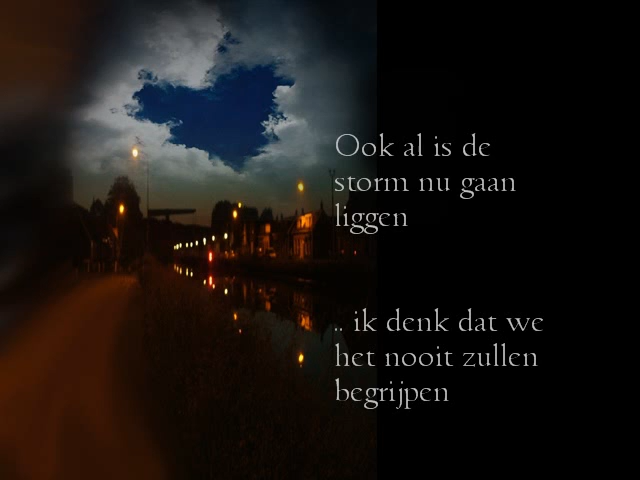 Ook al is de
storm nu gaan
liggen
.. ik denk dat we
het nooit zullen
begrijpen